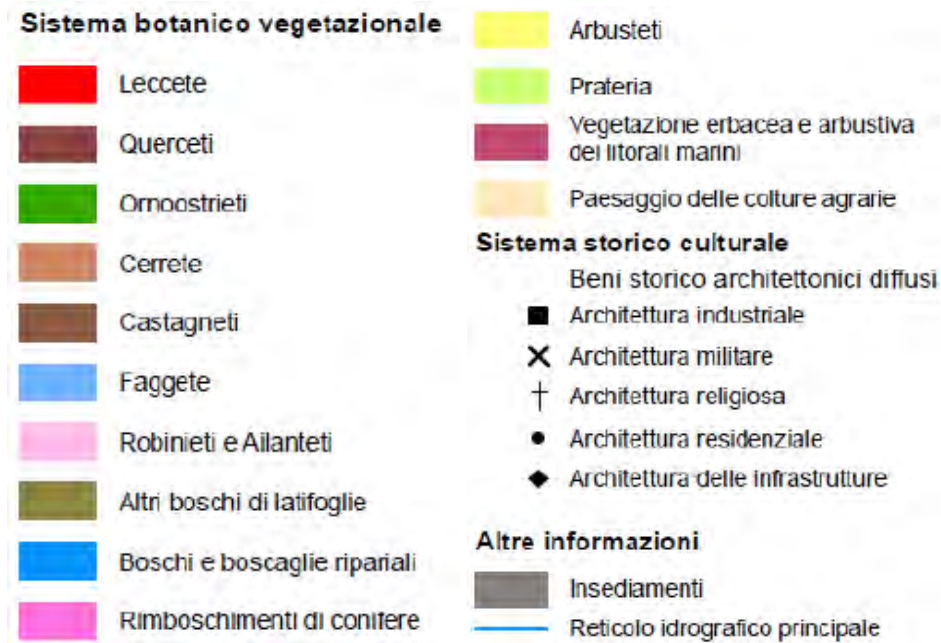 Sistema botanico vegetazionale
Leccete
Querceti
Ornoostrieti
Cerrete
Castagneti
Faggete
Robinieti e Ailanteti
Altri boschi di latifoglie
Boschi e boscaglie ripariali
Rimboschimenti di conifere
Arbusteti
Prateria
Vegetazione erbacea e arbustiva
dei litorali marini
Paesaggio delle colture agrarie
Sistema storico culturale
Beni storico architettonici diffusi
Architettura industriale
Architettura militare
Architettura religiosa
Architettura residenziale
Architettura delle infrastrutture
Altre informazioni
Insediamenti
Reticolo idrografico principale